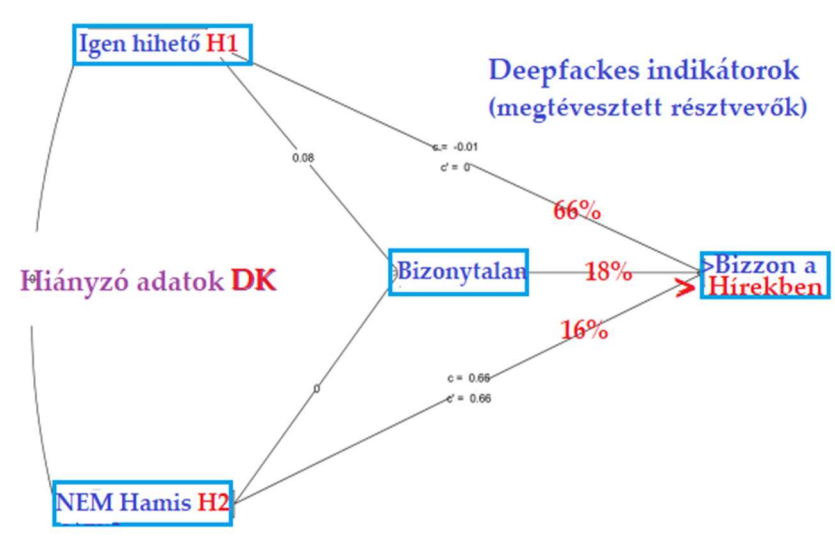 Igen hihető H1
Deepfackes indikátorok
(megtévesztett résztvevők)
c = -0.01
c' = 0
0.08
66%
Hiányzó adatok DK
Bizonytalan
18%
>Bizzon a
> Hírekben
16%
c = 0.66
c' = 0.66
0
NEM Hamis H2